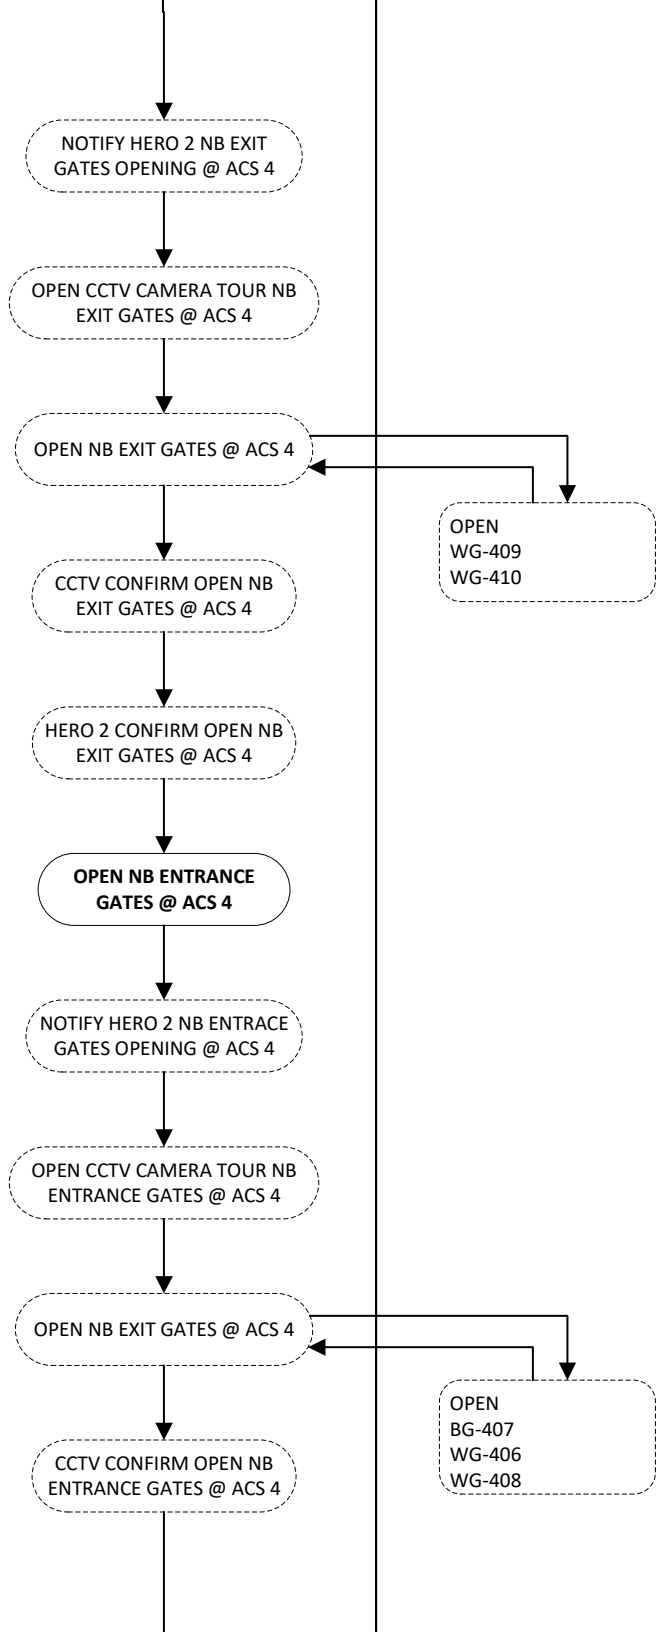 NOTIFY HERO 2 NB EXIT
GATES OPENING @ ACS 4
OPEN CCTV CAMERA TOUR NB
EXIT GATES @ ACS 4
OPEN NB EXIT GATES @ ACS 4
OPEN
WG-409
WG-410
CCTV CONFIRM OPEN NB
EXIT GATES @ ACS 4
HERO 2 CONFIRM OPEN NB
EXIT GATES @ ACS 4
OPEN NB ENTRANCE
GATES @ ACS 4
NOTIFY HERO 2 NB ENTRACE
GATES OPENING @ ACS 4
OPEN CCTV CAMERA TOUR NB
ENTRANCE GATES @ ACS 4
OPEN NB EXIT GATES @ ACS 4
OPEN
BG-407
WG-406
WG-408
CCTV CONFIRM OPEN NB
ENTRANCE GATES @ ACS 4